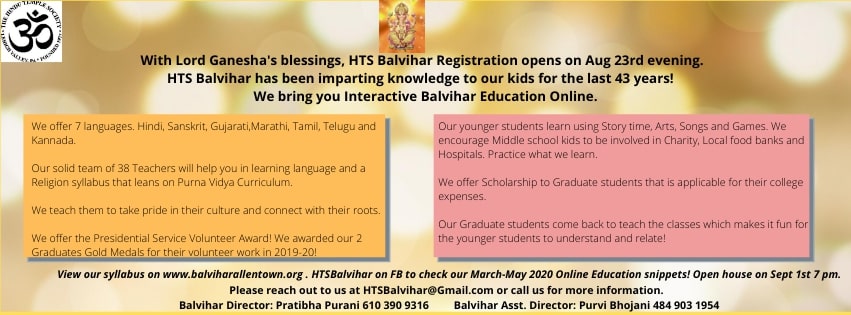 THE HINDU TEMPLE SOCIETY
LEHIGH VALLEY, PA
ॐ
With Lord Ganesha's blessings, HTS Balvihar Registration opens on Aug 23rd evening.
HTS Balvihar has been imparting knowledge to our kids for the last 43 years!
We bring you Interactive Balvihar Education Online.
We offer 7 languages. Hindi, Sanskrit, Gujarati,Marathi, Tamil, Telugu and
Kannada.
Our solid team of 38 Teachers will help you in learning language and a
Religion syllabus that leans on Purna Vidya Curriculum.
We teach them to take pride in their culture and connect with their roots.
We offer the Presidential Service Volunteer Award! We awarded our 2
Graduates Gold Medals for their volunteer work in 2019-20!
Our younger students learn using Story time, Arts, Songs and Games. We
encourage Middle school kids to be involved in Charity, Local food banks and
Hospitals. Practice what we learn.
We offer Scholarship to Graduate students that is applicable for their college
expenses.
Our Graduate students come back to teach the classes which makes it fun for
the younger students to understand and relate!
View our syllabus on www.balviharallentown.org . HTSBalvihar on FB to check our March-May 2020 Online Education snippets! Open house on Sept 1st 7 pm.
Please reach out to us at HTSBalvihar@Gmail.com or call us for more information.
Balvihar Director: Pratibha Purani 610 390 9316 Balvihar Asst. Director: Purvi Bhojani 484 903 1954